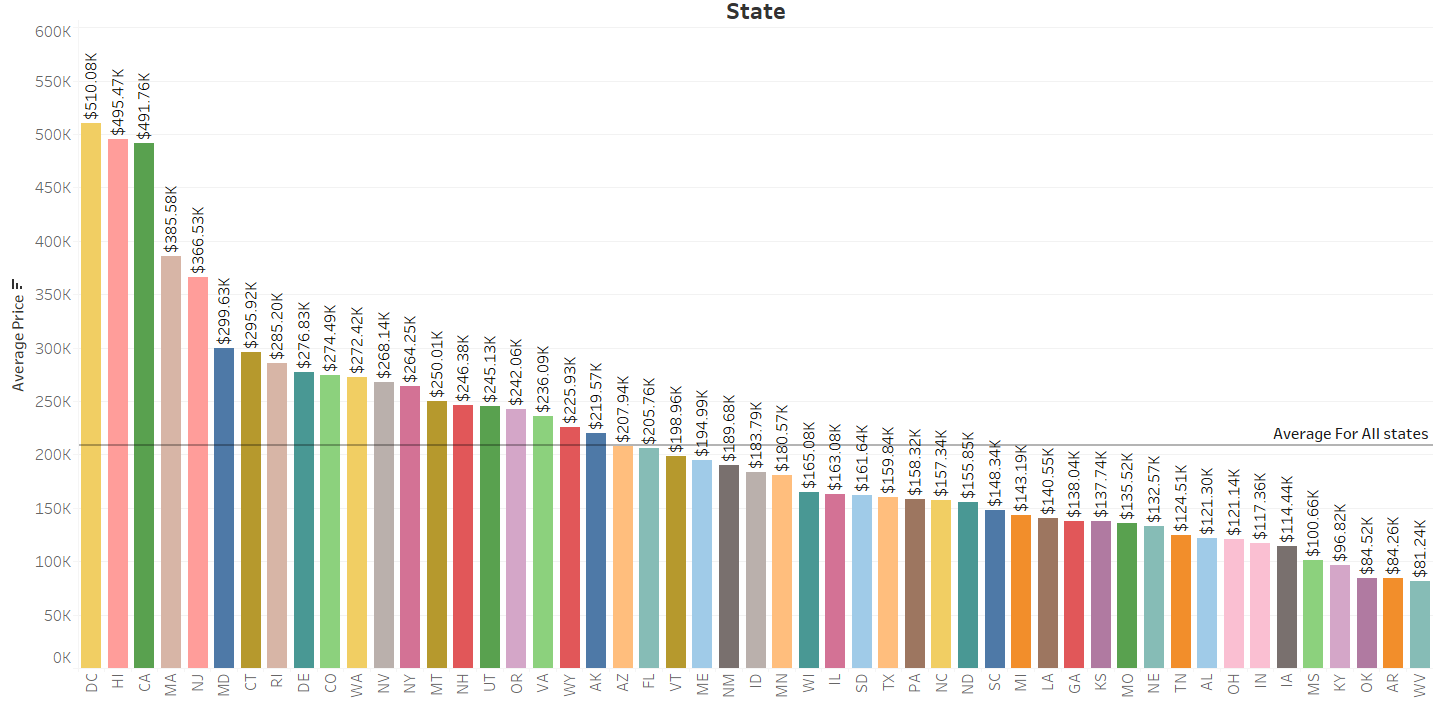 State
600K
550K
500K
450K
400K
350K
300K
250K
200K
150K
100K
50K
0K
Average Price
$510.08K
$495.47K
$491.76K
$385.58K
$366.53K
$299.63K
$295.92K
$285.20K
$276.83K
$274.49K
$272.42K
$268.14K
$264.25K
$250.01K
$246.38K
$245.13K
$242.06K
$236.09K
$225.93K
$219.57K
$207.94K
$205.76K
$198.96K
$194.99K
$189.68K
$183.79K
$180.57K
$165.08K
$163.08K
$161.64K
$159.84K
$158.32K
$157.34K
$155.85K
$148.34K
$143.19K
$140.55K
$138.04K
$137.74K
$135.52K
$132.57K
$124.51K
$121.30K
$121.14K
$117.36K
$114.44K
$100.66K
$96.82K
$84.52K
$84.26K
$81.24K
Average For All states
DC
HI
CA
MA
NJ
MD
CT
RI
DE
CO
WA
NV
NY
MT
NH
UT
OR
VA
WY
AK
AZ
FL
VT
ME
NM
ID
MN
WI
IL
SD
TX
PA
NC
ND
SC
MI
LA
GA
KS
MO
NE
TN
AL
OH
IN
IA
MS
KY
OK
AR
WV